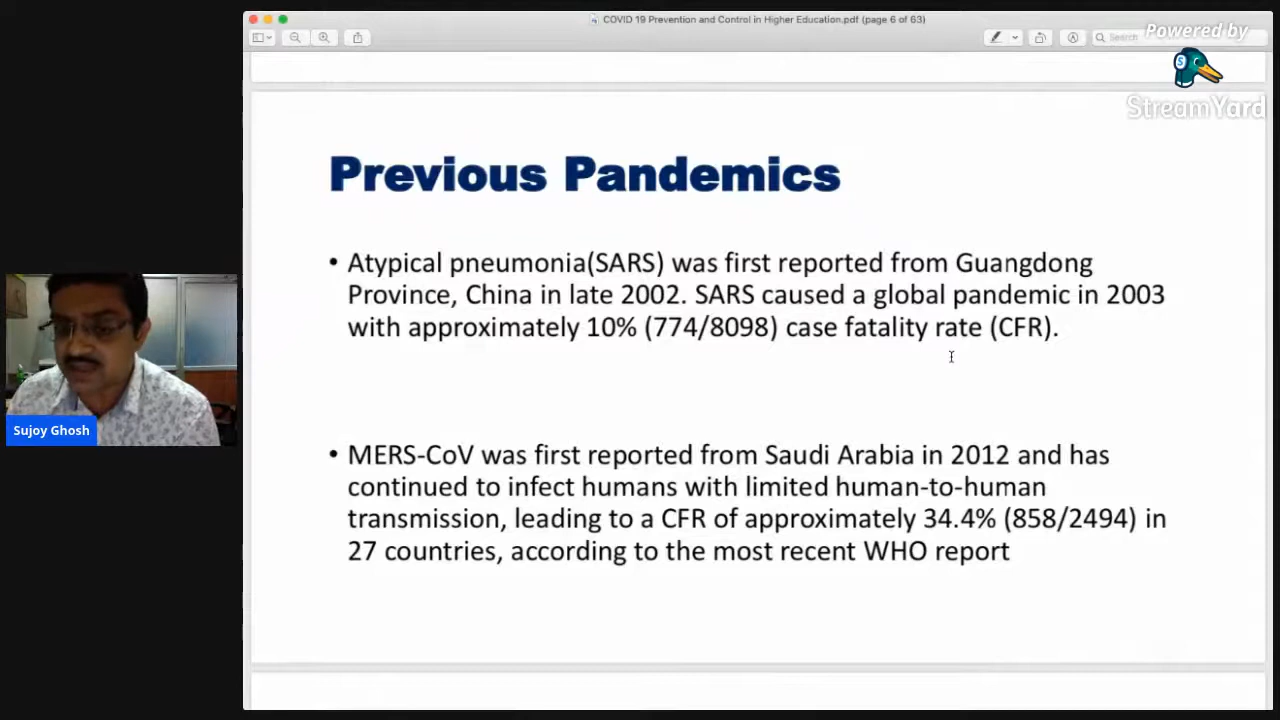 COVID 19 Prevention and Control in Higher Education.pdf (page 6 of 63)
Search
Powered by
S
StreamYard
Previous Pandemics
• Atypical pneumonia(SARS) was first reported from Guangdong
Province, China in late 2002. SARS caused a global pandemic in 2003
with approximately 10% (774/8098) case fatality rate (CFR).
• MERS-CoV was first reported from Saudi Arabia in 2012 and has
continued to infect humans with limited human-to-human
transmission, leading to a CFR of approximately 34.4% (858/2494) in
27 countries, according to the most recent WHO report
Sujoy Ghosh